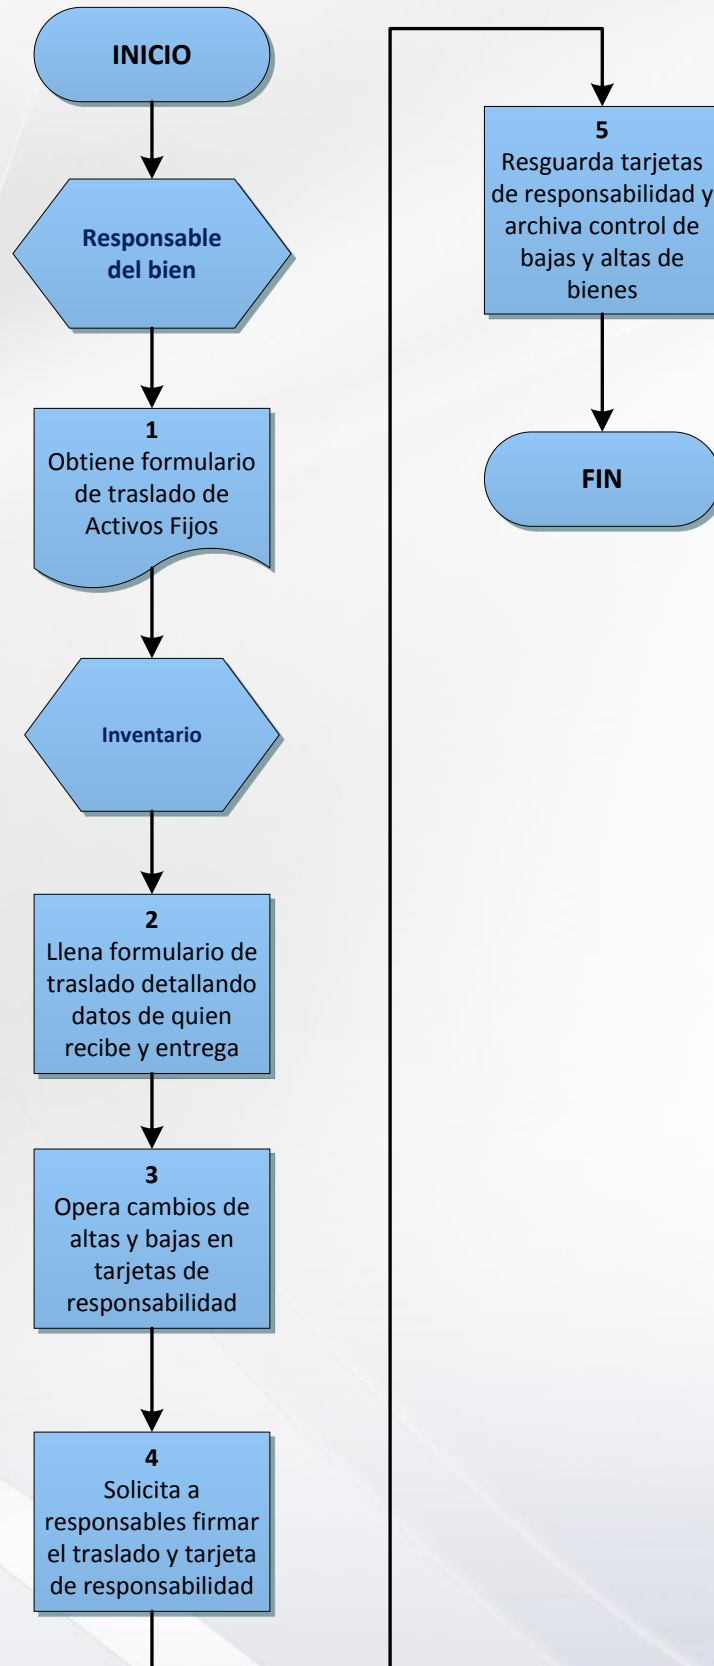 INICIO
Responsable
del bien
1
Obtiene formulario
de traslado de
Activos Fijos
Inventario
2
Llena formulario de
traslado detallando
datos de quien
recibe y entrega
3
Opera cambios de
altas y bajas en
tarjetas de
responsabilidad
4
Solicita a
responsables firmar
el traslado y tarjeta
de responsabilidad
5
Resguarda tarjetas
de responsabilidad y
archiva control de
bajas y altas de
bienes
FIN